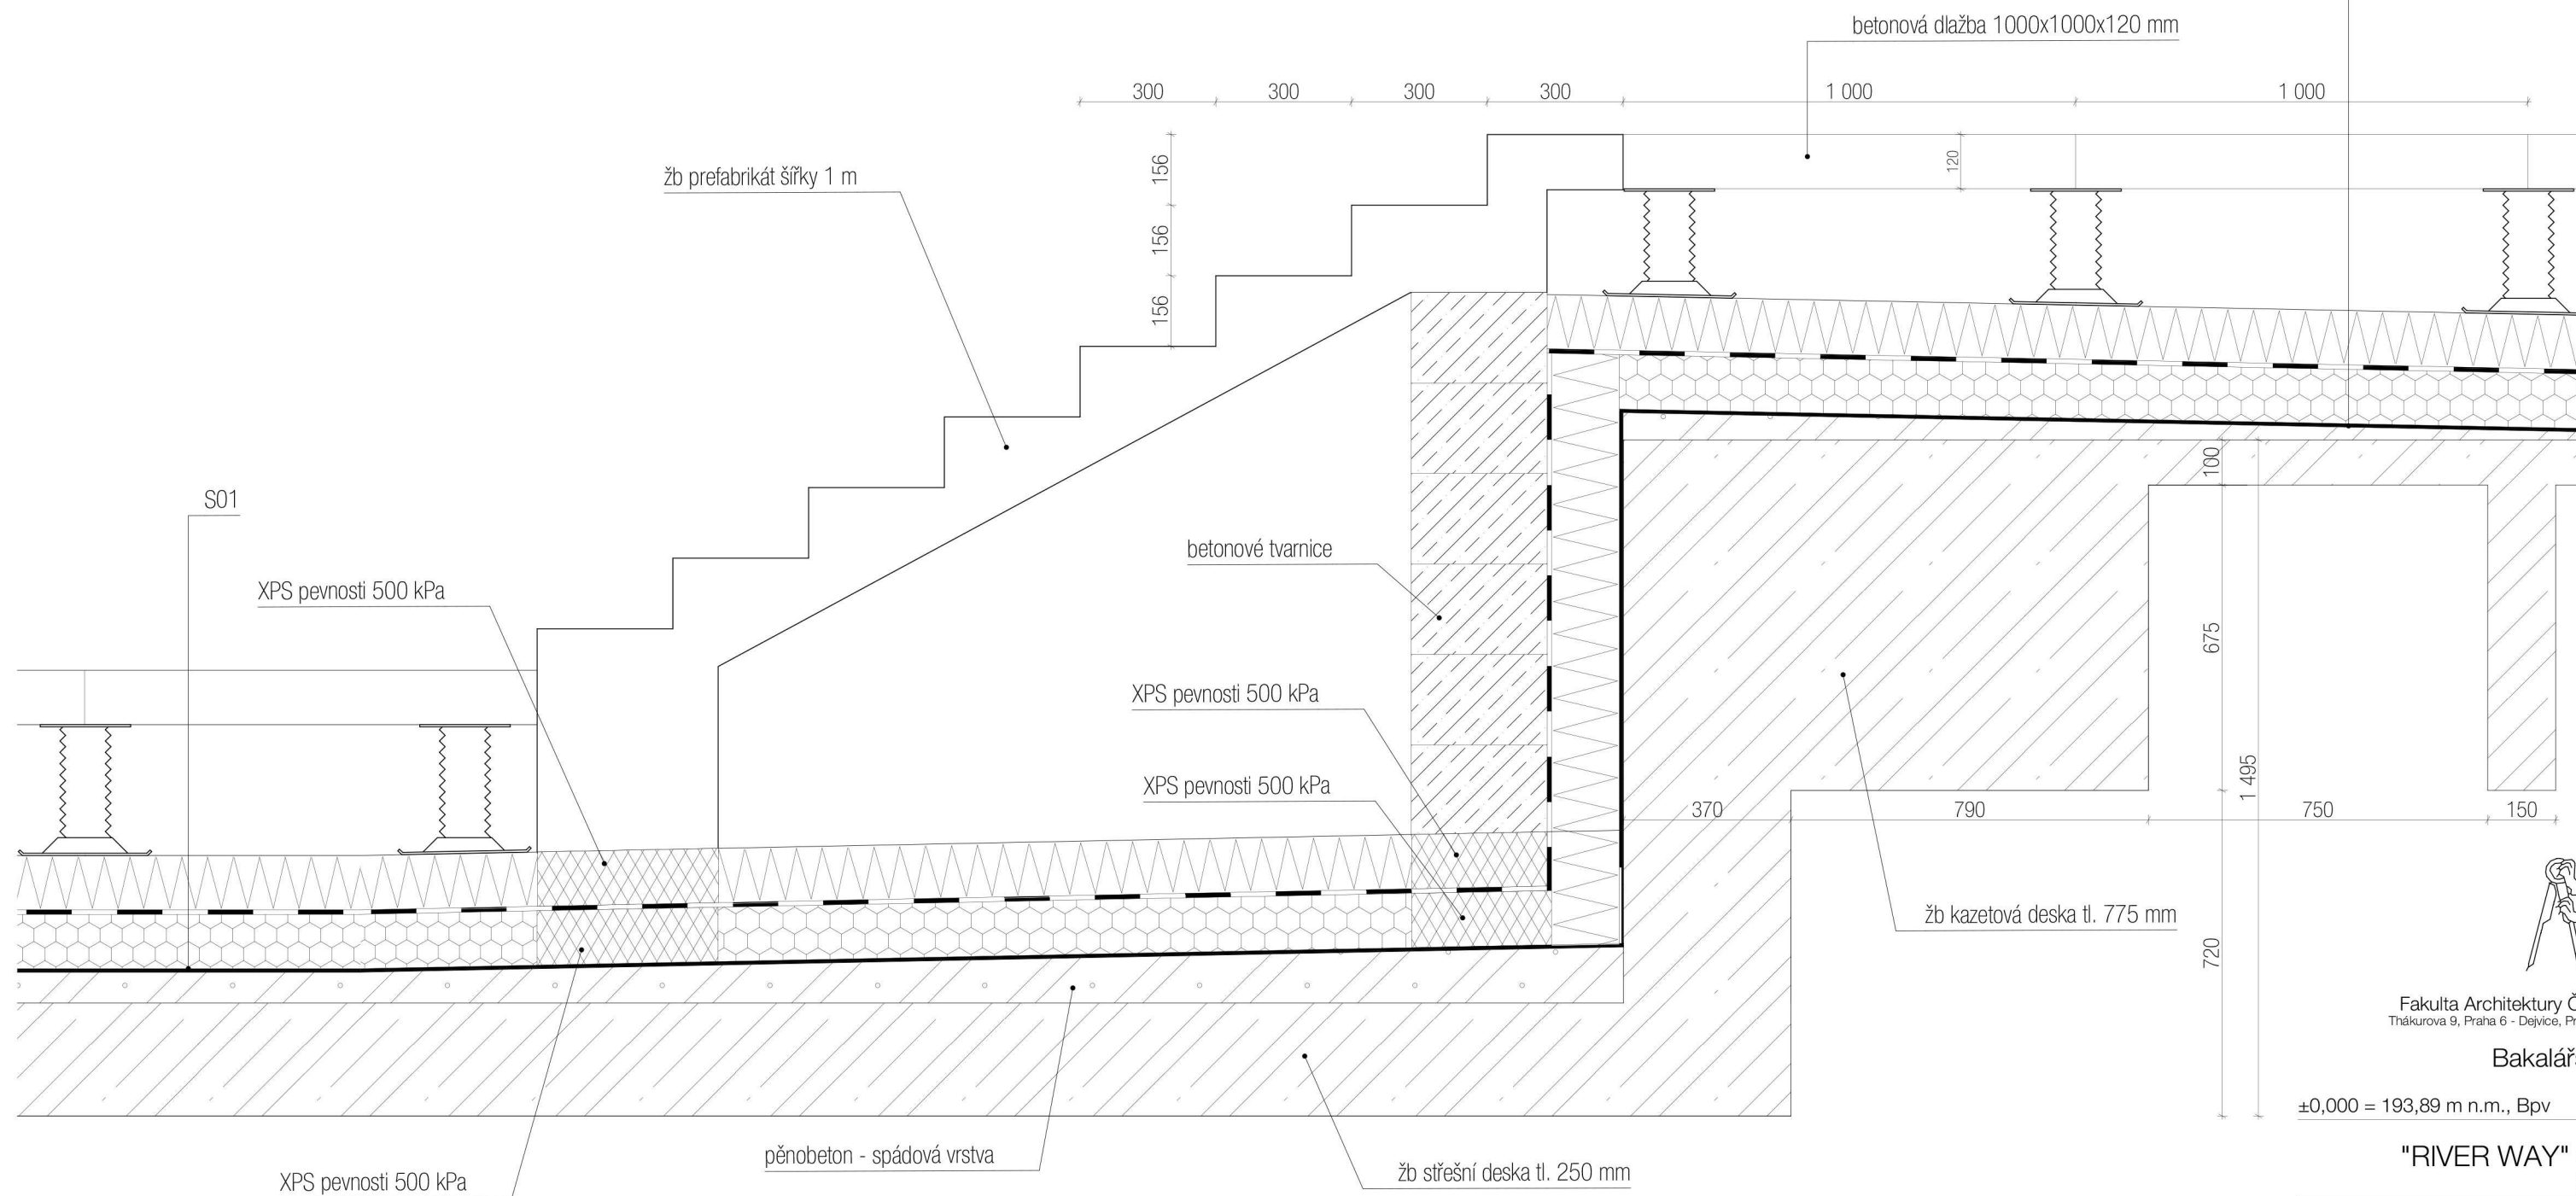 betonová dlažba 1000x1000x120 mm
300
300
300
300
1 000
1 000
156
120
žb prefabrikát šířky 1 m
156
156
100
S01
betonové tvarnice
XPS pevnosti 500 kPa
675
XPS pevnosti 500 kPa
1 495
XPS pevnosti 500 kPa
370
790
750
150
žb kazetová deska tl. 775 mm
720
Fakulta Architektury
Thákurova 9, Praha 6 - Dejvice,
±0,000 = 193,89 m n.m., Bpv
pěnobeton - spádová vrstva
"RIVER WAY"
žb střešní deska tl. 250 mm
XPS pevnosti 500 kPa